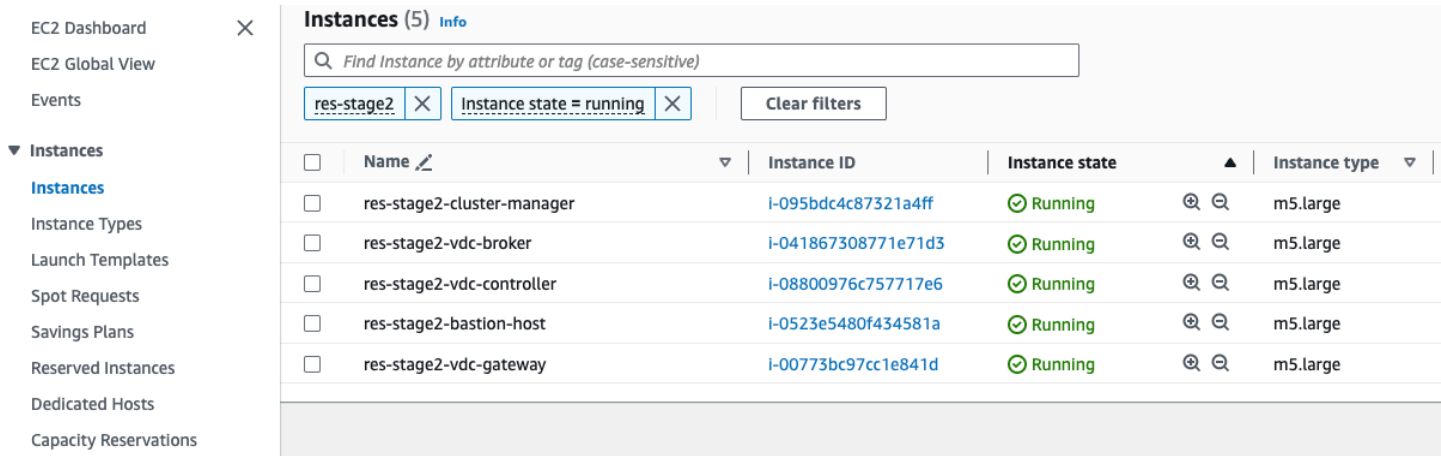 EC2 Dashboard
EC2 Global View
Events
Instances
Instances
Instance Types
Launch Templates
Spot Requests
Savings Plans
Reserved Instances
Dedicated Hosts
Capacity Reservations
Instances (5) Info
Find Instance by attribute or tag (case-sensitive)
res-stage2 Instance state = running Clear filters
Name Instance ID Instance state Instance type
res-stage2-cluster-manager i-095bdc4c87321a4ff Running m5.large
res-stage2-vdc-broker i-041867308771e71d3 Running m5.large
res-stage2-vdc-controller i-08800976c757717e6 Running m5.large
res-stage2-bastion-host i-0523e5480f434581a Running m5.large
res-stage2-vdc-gateway i-00773bc97cc1e841d Running m5.large